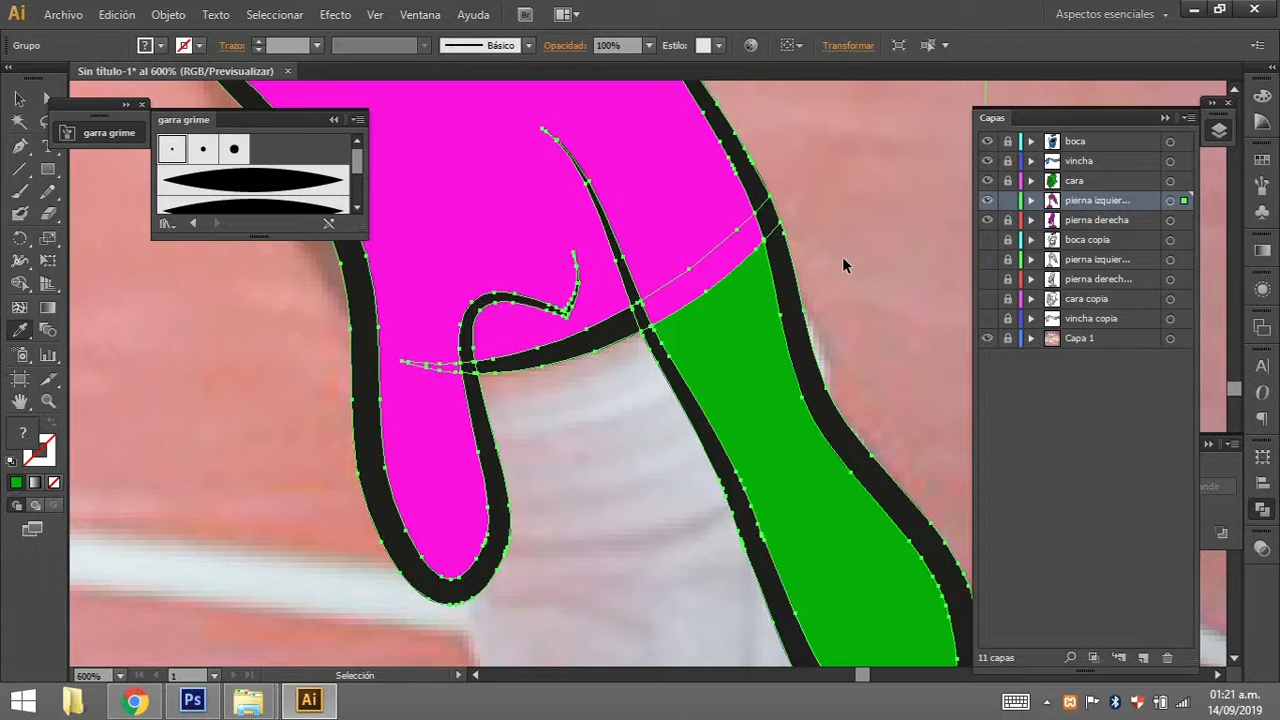 Ai Archivo Edición Objeto Texto Seleccionar Efecto Ver Ventana Ayuda Br Aspectos esenciales
Grupo ? Trazo: Básico Opacidad: 100% Estilo: Transformar
Sin título-1* al 600% (RGB/Previsualizar)
garra grime
garra grime
Capas
boca
vincha
cara
pierna izquier...
pierna derecha
boca copia
pierna izquier...
pierna derech...
cara copia
vincha copia
Capa 1
11 capas
?
600% 1 Selección
Ps Ai
01:21 a.m.
14/09/2019